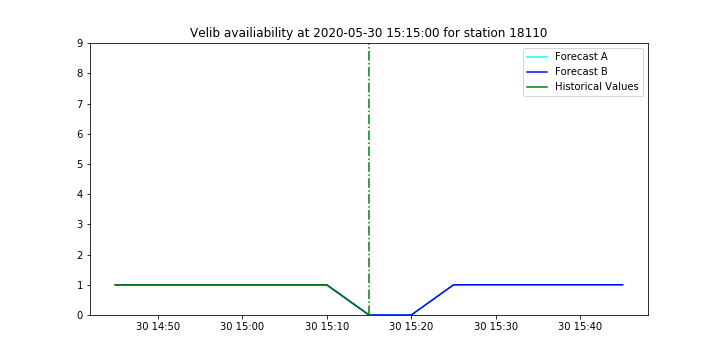 Velib availiability at 2020-05-30 15:15:00 for station 18110
Forecast A
Forecast B
Historical Values
9
8
7
6
5
4
3
2
1
0
30 14:50 30 15:00 30 15:10 30 15:20 30 15:30 30 15:40